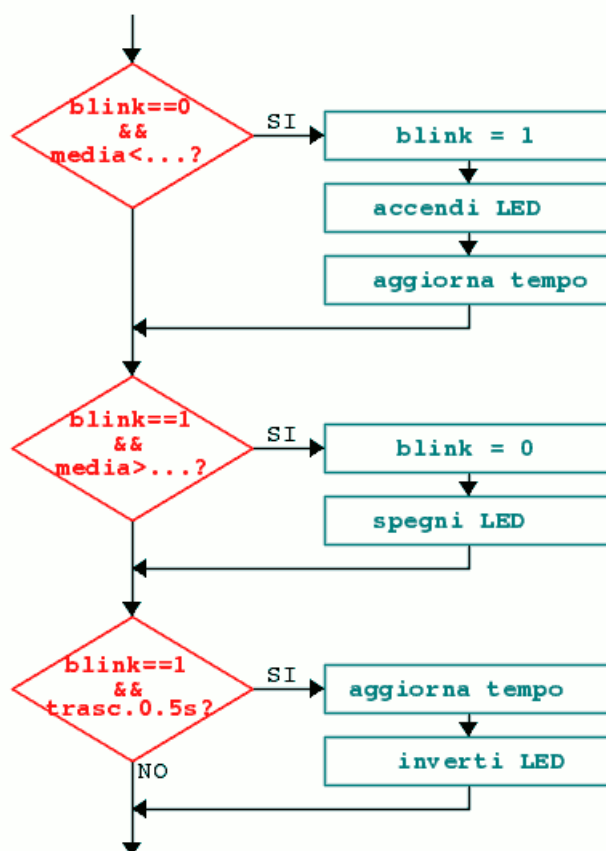 blink==0
&&
media<...?
SI
blink = 1
accendi LED
aggiorna tempo
blink==1
&&
media>...?
SI
blink = 0
spegni LED
blink==1
&&
trasc.0.5s?
SI
aggiorna tempo
inverti LED
NO